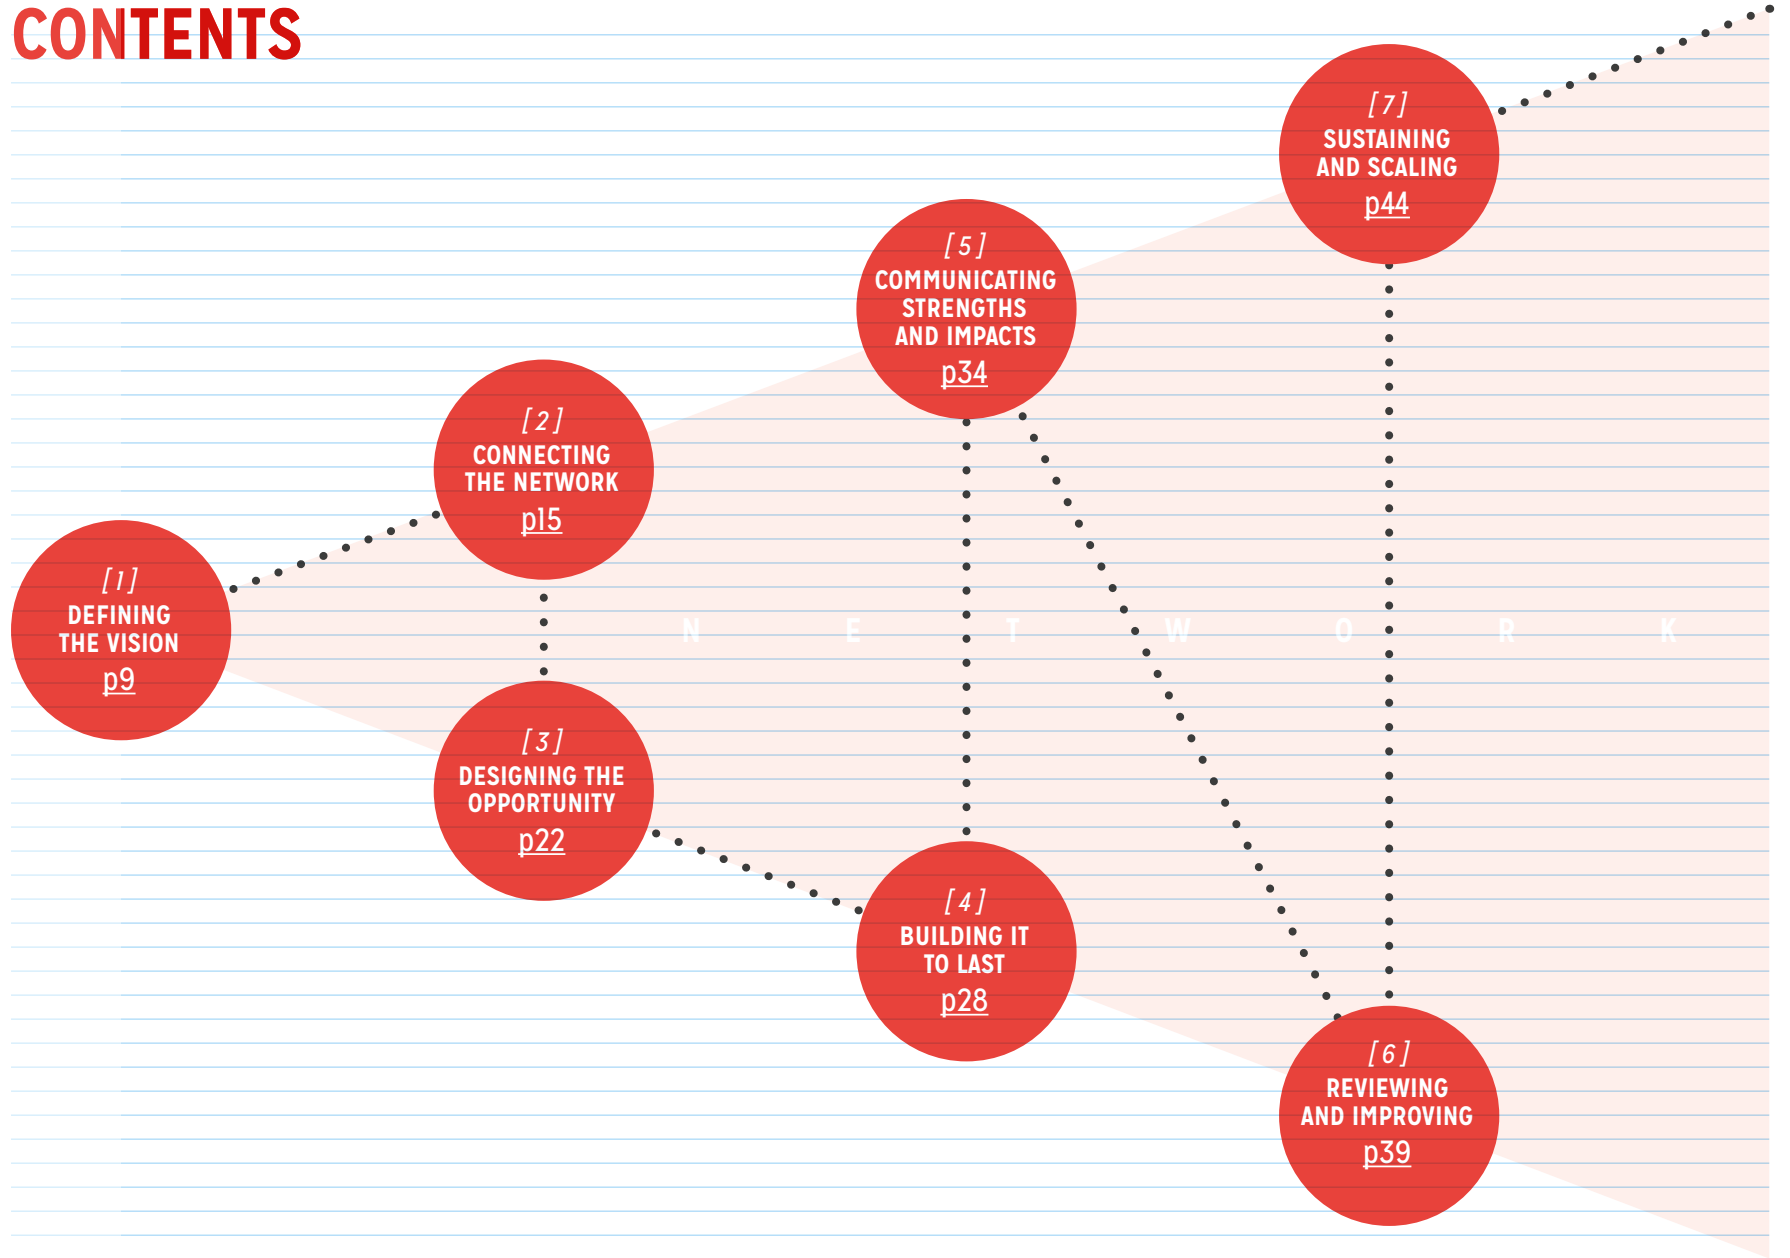 CONTENTS
[1]
DEFINING
THE VISION
p9
[2]
CONNECTING
THE NETWORK
p15
[3]
DESIGNING THE
OPPORTUNITY
p22
[4]
BUILDING IT
TO LAST
p28
[5]
COMMUNICATING
STRENGTHS
AND IMPACTS
p34
[6]
REVIEWING
AND IMPROVING
p39
[7]
SUSTAINING
AND SCALING
p44
N E T W O R K